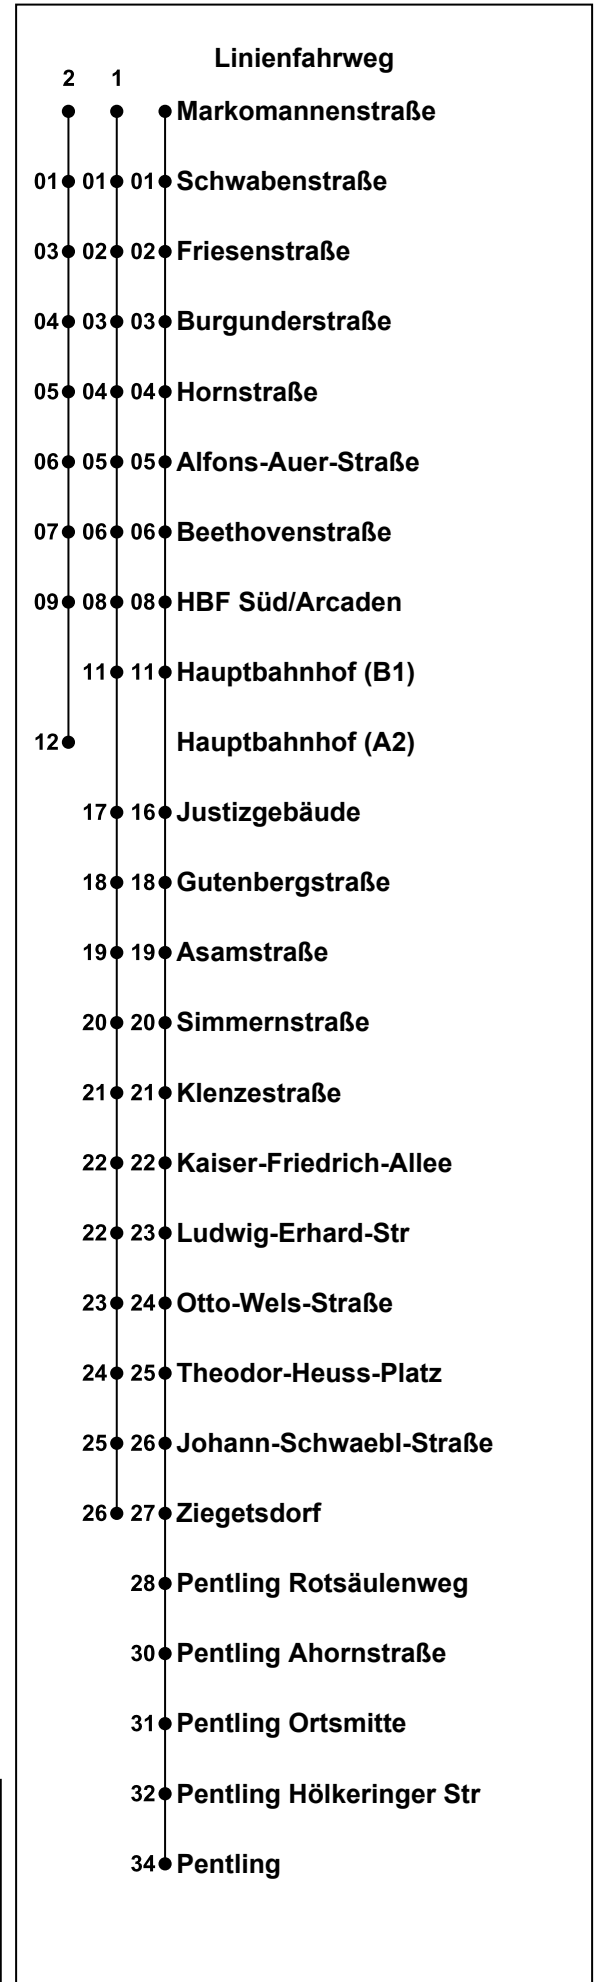 Linienfahrweg
2 1
Markomannenstraße
01 01 01 Schwabenstraße
03 02 02 Friesenstraße
04 03 03 Burgunderstraße
05 04 04 Hornstraße
06 05 05 Alfons-Auer-Straße
07 06 06 Beethovenstraße
09 08 08 HBF Süd/Arcaden
11 11 Hauptbahnhof (B1)
12 Hauptbahnhof (A2)
17 16 Justizgebäude
18 18 Gutenbergstraße
19 19 Asamstraße
20 20 Simmernstraße
21 21 Klenzestraße
22 22 Kaiser-Friedrich-Allee
22 23 Ludwig-Erhard-Str
23 24 Otto-Wels-Straße
24 25 Theodor-Heuss-Platz
25 26 Johann-Schwaebl-Straße
26 27 Ziegetsdorf
28 Pentling Rotsäulenweg
30 Pentling Ahornstraße
31 Pentling Ortsmitte
32 Pentling Hölkeringer Str
34 Pentling